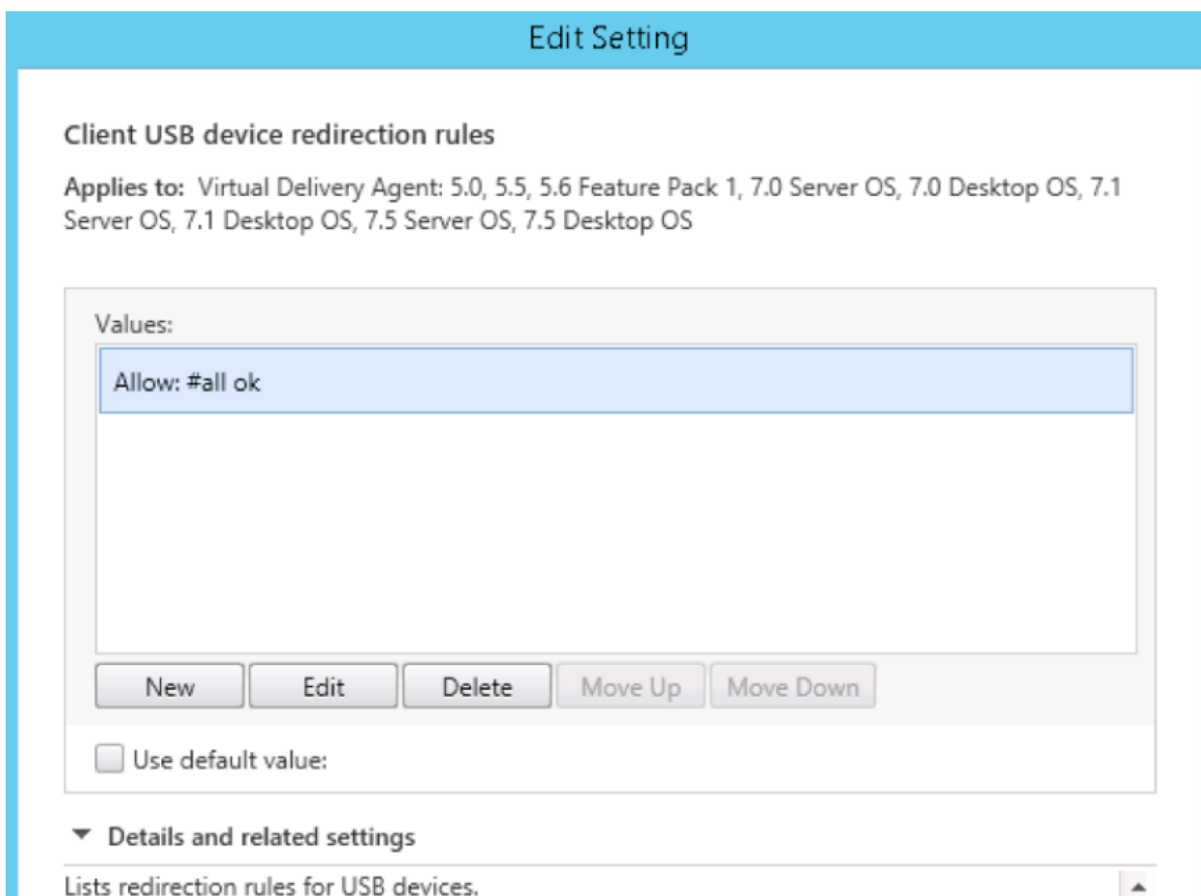 Edit Setting
Client USB device redirection rules
Applies to: Virtual Delivery Agent: 5.0, 5.5, 5.6 Feature Pack 1, 7.0 Server OS, 7.0 Desktop OS, 7.1
Server OS, 7.1 Desktop OS, 7.5 Server OS, 7.5 Desktop OS
Values:
Allow: #all ok
New Edit Delete Move Up Move Down
Use default value:
Details and related settings
Lists redirection rules for USB devices.